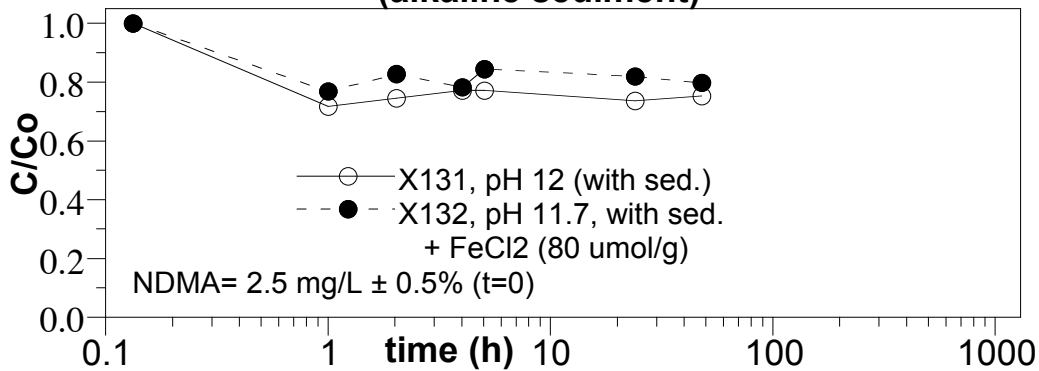 (alkaline sediment)
1.0
0.8
0.6
0.4
0.2
0.0
C/Co
X131, pH 12 (with sed.)
X132, pH 11.7, with sed.
+ FeCl2 (80 umol/g)
NDMA= 2.5 mg/L ± 0.5% (t=0)
0.1 1 10 100 1000
time (h)